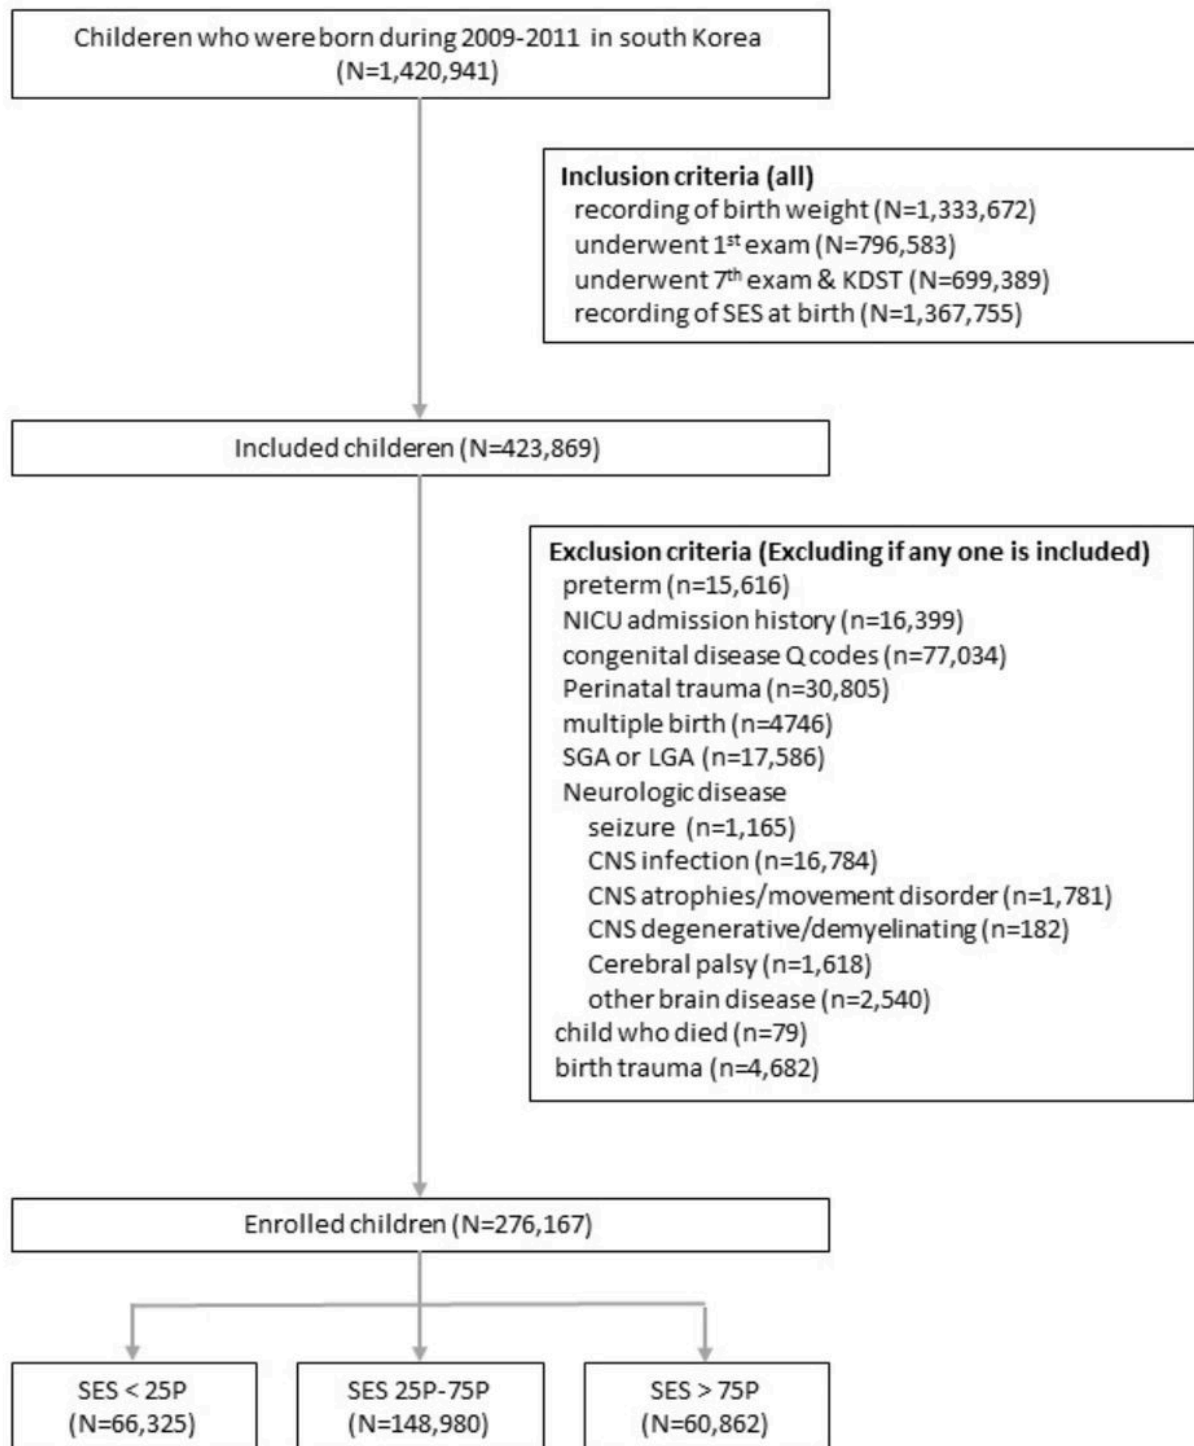 Childeren who were born during 2009-2011 in south Korea
(N=1,420,941)
Inclusion criteria (all)
recording of birth weight (N=1,333,672)
underwent 1st exam (N=796,583)
underwent 7th exam & KDST (N=699,389)
recording of SES at birth (N=1,367,755)
Included childeren (N=423,869)
Exclusion criteria (Excluding if any one is included)
preterm (n=15,616)
NICU admission history (n=16,399)
congenital disease Q codes (n=77,034)
Perinatal trauma (n=30,805)
multiple birth (n=4746)
SGA or LGA (n=17,586)
Neurologic disease
seizure (n=1,165)
CNS infection (n=16,784)
CNS atrophies/movement disorder (n=1,781)
CNS degenerative/demyelinating (n=182)
Cerebral palsy (n=1,618)
other brain disease (n=2,540)
child who died (n=79)
birth trauma (n=4,682)
Enrolled children (N=276,167)
SES < 25P
(N=66,325)
SES 25P-75P
(N=148,980)
SES > 75P
(N=60,862)